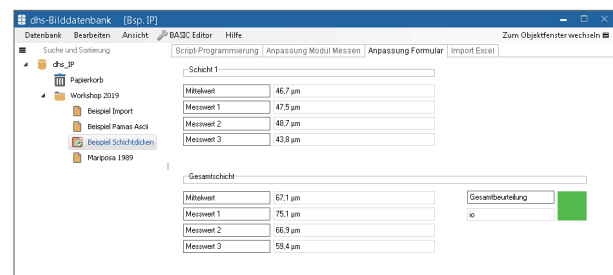 dhs-Bilddatenbank [Bsp. IP]
Datenbank Bearbeiten Ansicht BASIC Editor Hilfe Zum Objektfenster wechseln
Suche und Sortierung
Script-Programmierung Anpassung Modul Messen Anpassung Formular Import Excel
dhs_IP
Papierkorb
Workshop 2019
Beispiel Import
Beispiel Pamas Ascii
Beispiel Schichtdicken
Mariposa 1989
Schicht 1
Mittelwert 46,7 µm
Messwert 1 47,5 µm
Messwert 2 48,7 µm
Messwert 3 43,8 µm
Gesamtschicht
Mittelwert 67,1 µm Gesamtbeurteilung
Messwert 1 75,1 µm io
Messwert 2 66,9 µm
Messwert 3 59,4 µm